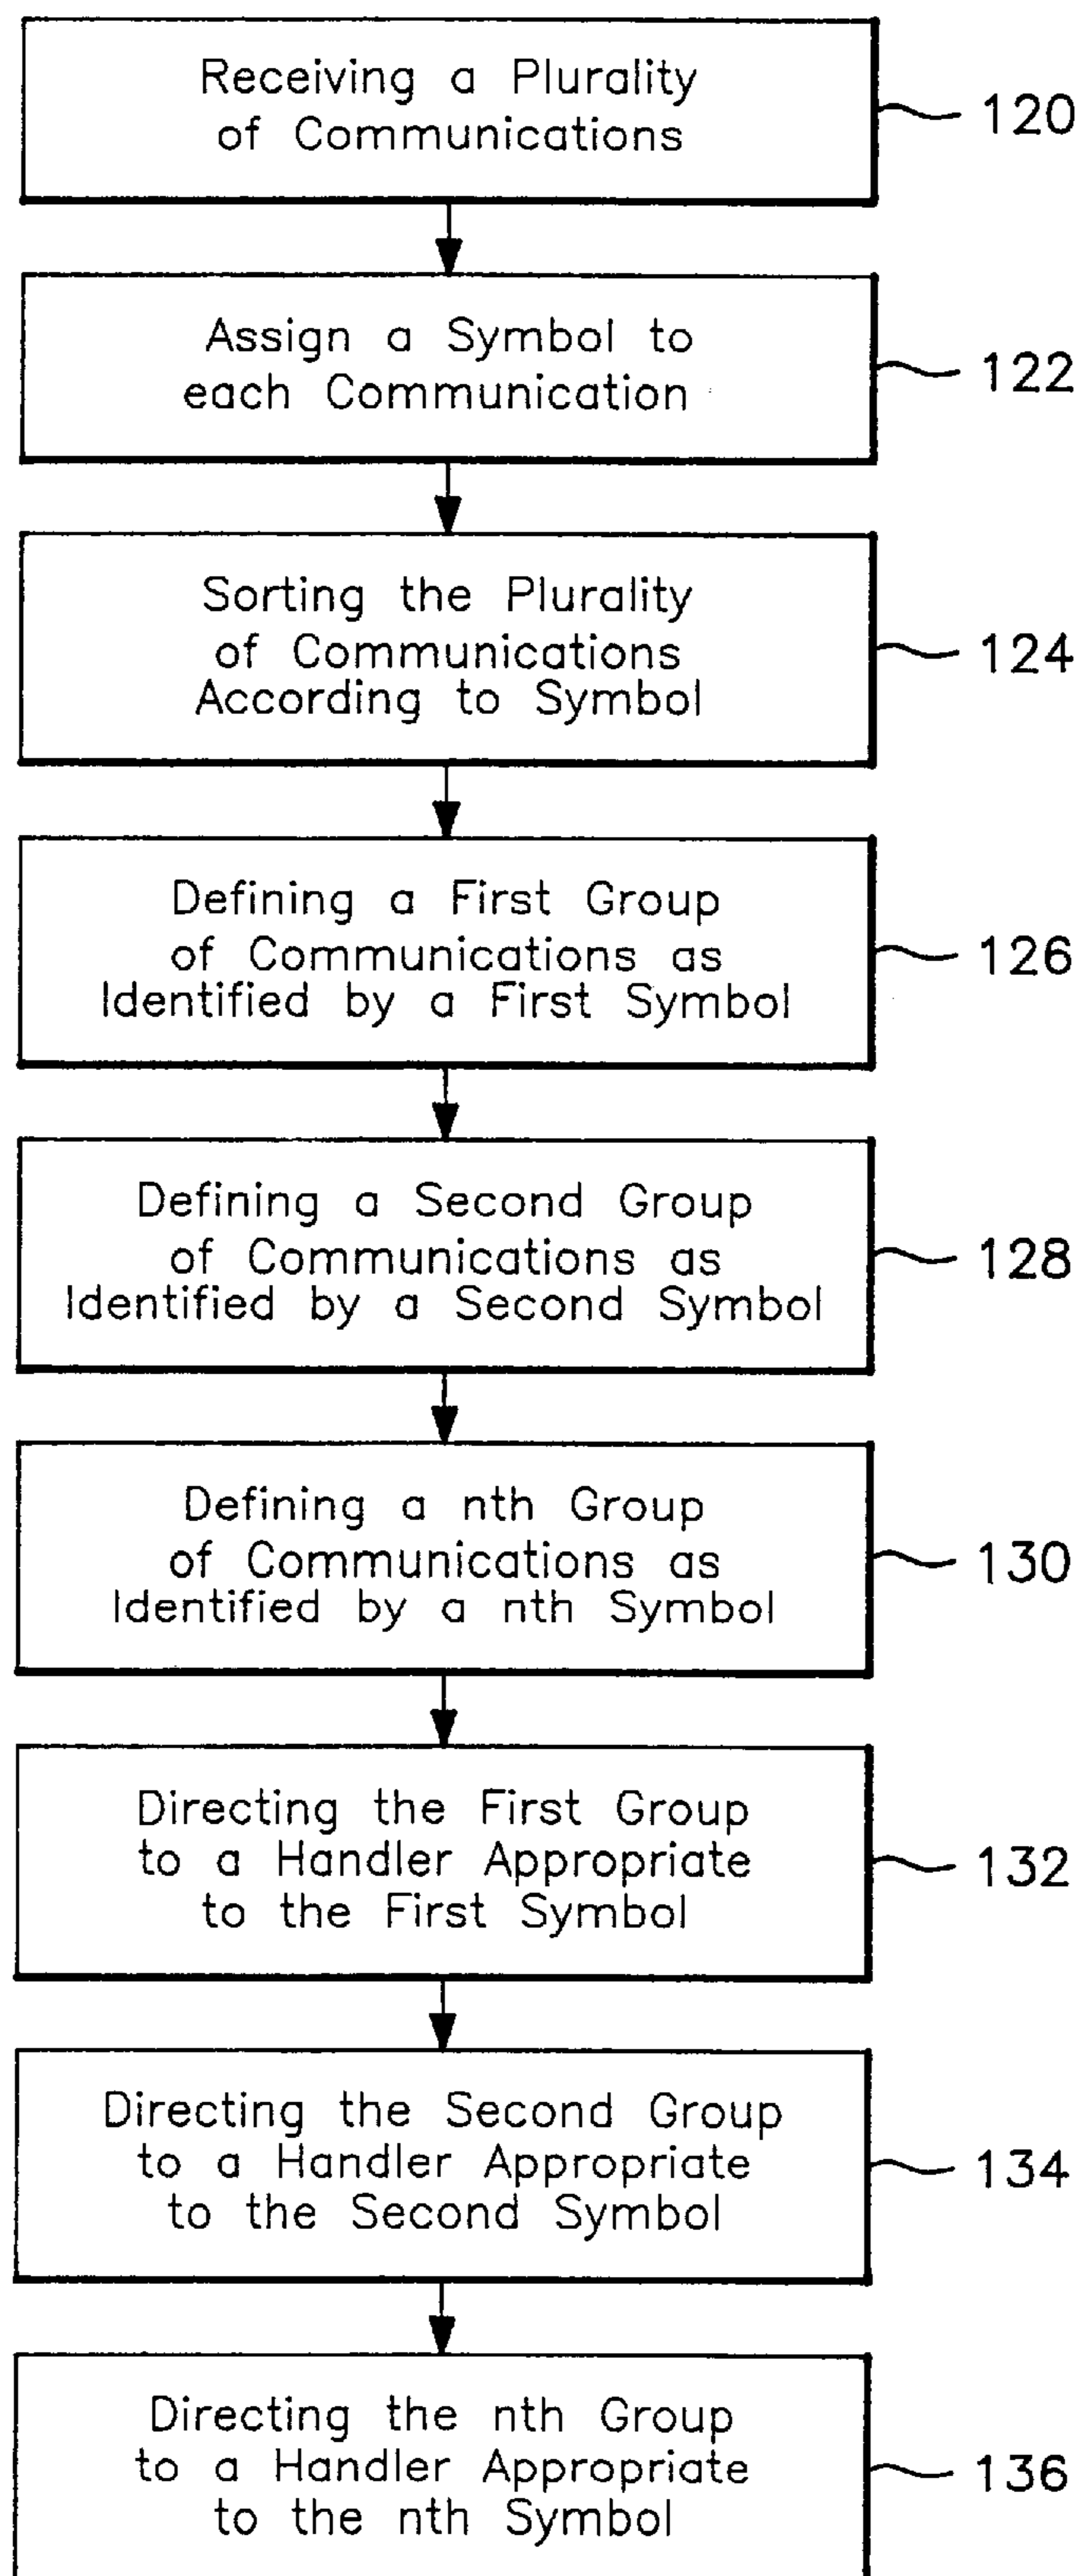 Receiving a Plurality
of Communications
120
Assign a Symbol to
each Communication
122
Sorting the Plurality
of Communications
According to Symbol
124
Defining a First Group
of Communications as
Identified by a First Symbol
126
Defining a Second Group
of Communications as
Identified by a Second Symbol
128
Defining a nth Group
of Communications as
Identified by a nth Symbol
130
Directing the First Group
to a Handler Appropriate
to the First Symbol
132
Directing the Second Group
to a Handler Appropriate
to the Second Symbol
134
Directing the nth Group
to a Handler Appropriate
to the nth Symbol
136